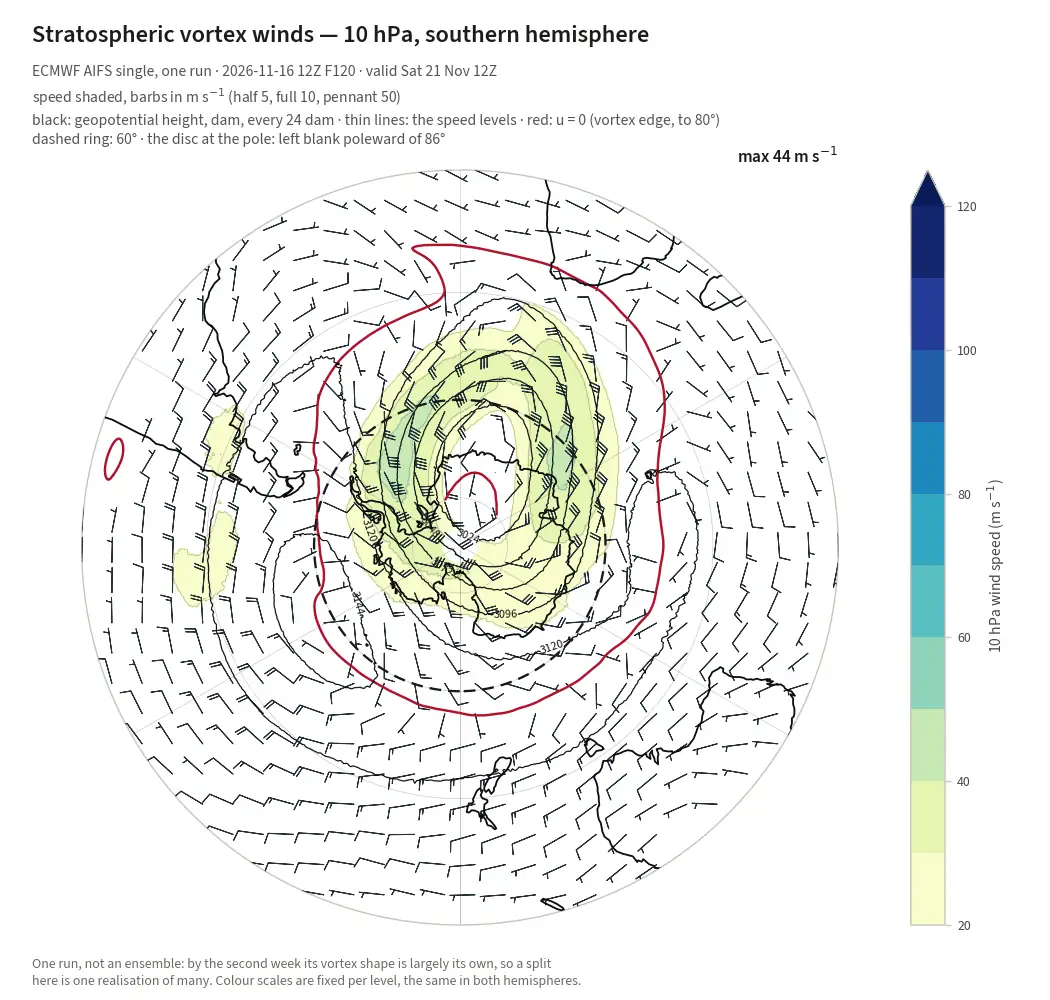 Stratospheric vortex winds — 10 hPa, southern hemisphere
ECMWF AIFS single, one run · 2026-11-16 12Z F120 · valid Sat 21 Nov 12Z
speed shaded, barbs in m s⁻¹ (half 5, full 10, pennant 50)
black: geopotential height, dam, every 24 dam · thin lines: the speed levels · red: u = 0 (vortex edge, to 80°)
dashed ring: 60° · the disc at the pole: left blank poleward of 86°
max 44 m s⁻¹
120
100
80
60
40
20
10 hPa wind speed (m s⁻¹)
3120
3024
3144
3096
3120
One run, not an ensemble: by the second week its vortex shape is largely its own, so a split
here is one realisation of many. Colour scales are fixed per level, the same in both hemispheres.